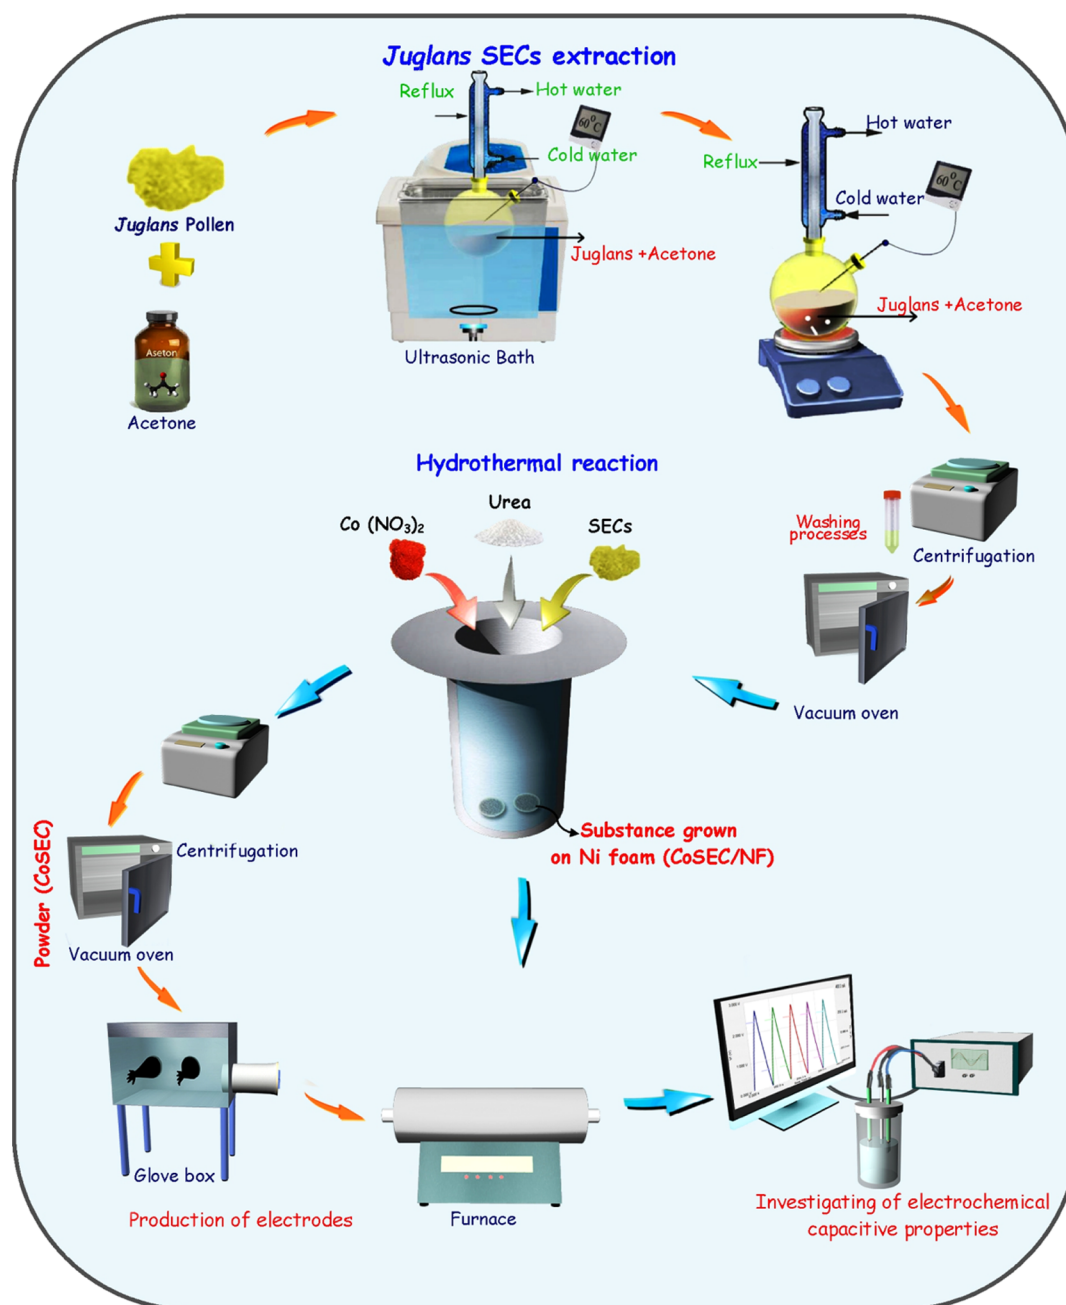 Juglans SECs extraction
Reflux
Hot water
60°C
Cold water
Juglans +Acetone
Ultrasonic Bath
Juglans Pollen
Aseton
Acetone
Hot water
Reflux
60°C
Cold water
Juglans +Acetone
Hydrothermal reaction
Urea
Co (NO₃)₂
SECs
Washing
processes
Centrifugation
Vacuum oven
Substance grown
on Ni foam (CoSEC/NF)
Powder (CoSEC)
Centrifugation
Vacuum oven
Glove box
Production of electrodes
Furnace
Investigating of electrochemical
capacitive properties